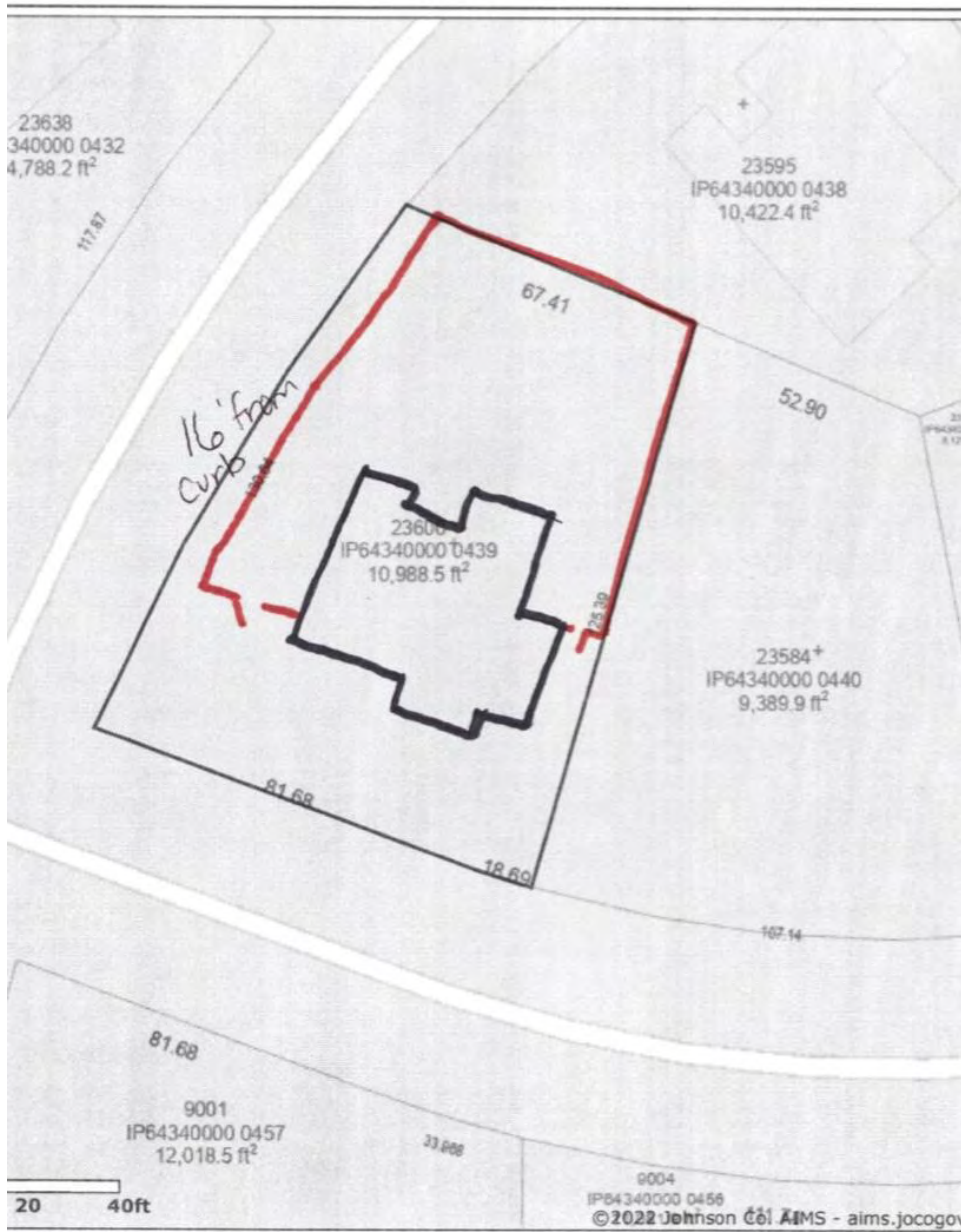 23638
340000 0432
4,788.2 ft²
117.87
23595
IP64340000 0438
10,422.4 ft²
67.41
52.90
16' from
curb
IP64340000 0439
10,988.5 ft²
23584
IP64340000 0440
9,389.9 ft²
81.68
18.69
107.14
81.68
9001
IP64340000 0457
12,018.5 ft²
9004
IP64340000 0456
20 40ft
©2022 Johnson Co. AIMS - aims.jocogov